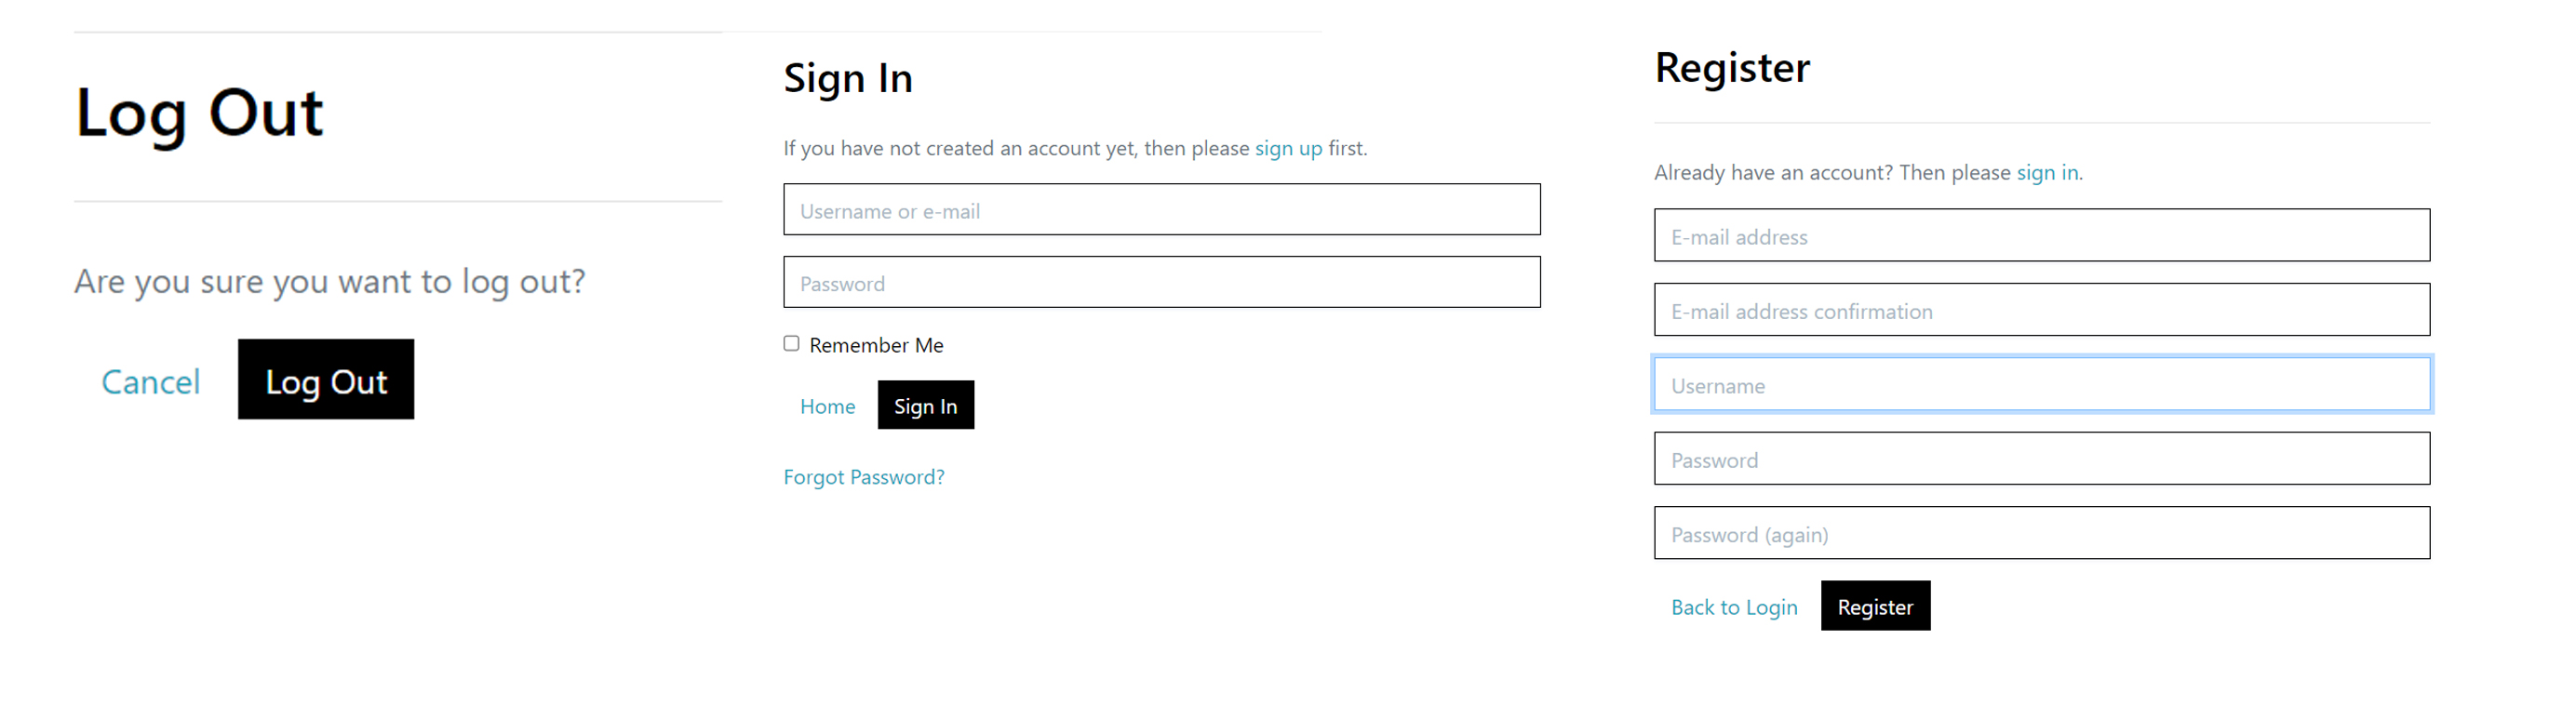 Log Out
Are you sure you want to log out?
Cancel Log Out
Sign In
If you have not created an account yet, then please sign up first.
Username or e-mail
Password
Remember Me
Home Sign In
Forgot Password?
Register
Already have an account? Then please sign in.
E-mail address
E-mail address confirmation
Username
Password
Password (again)
Back to Login Register